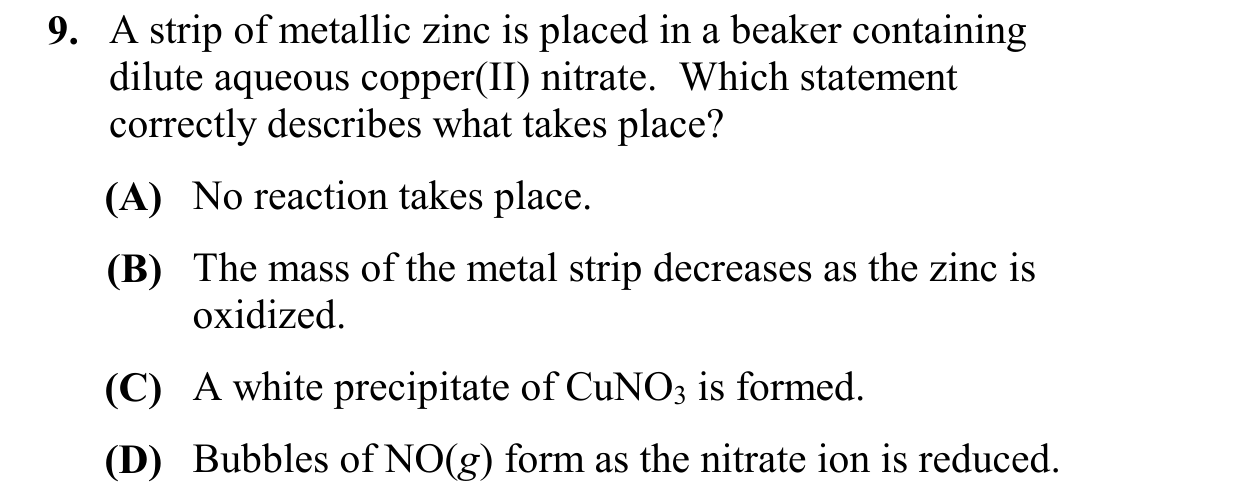 9. A strip of metallic zinc is placed in a beaker containing
dilute aqueous copper(II) nitrate. Which statement
correctly describes what takes place?
(A) No reaction takes place.
(B) The mass of the metal strip decreases as the zinc is
oxidized.
(C) A white precipitate of CuNO₃ is formed.
(D) Bubbles of NO(g) form as the nitrate ion is reduced.